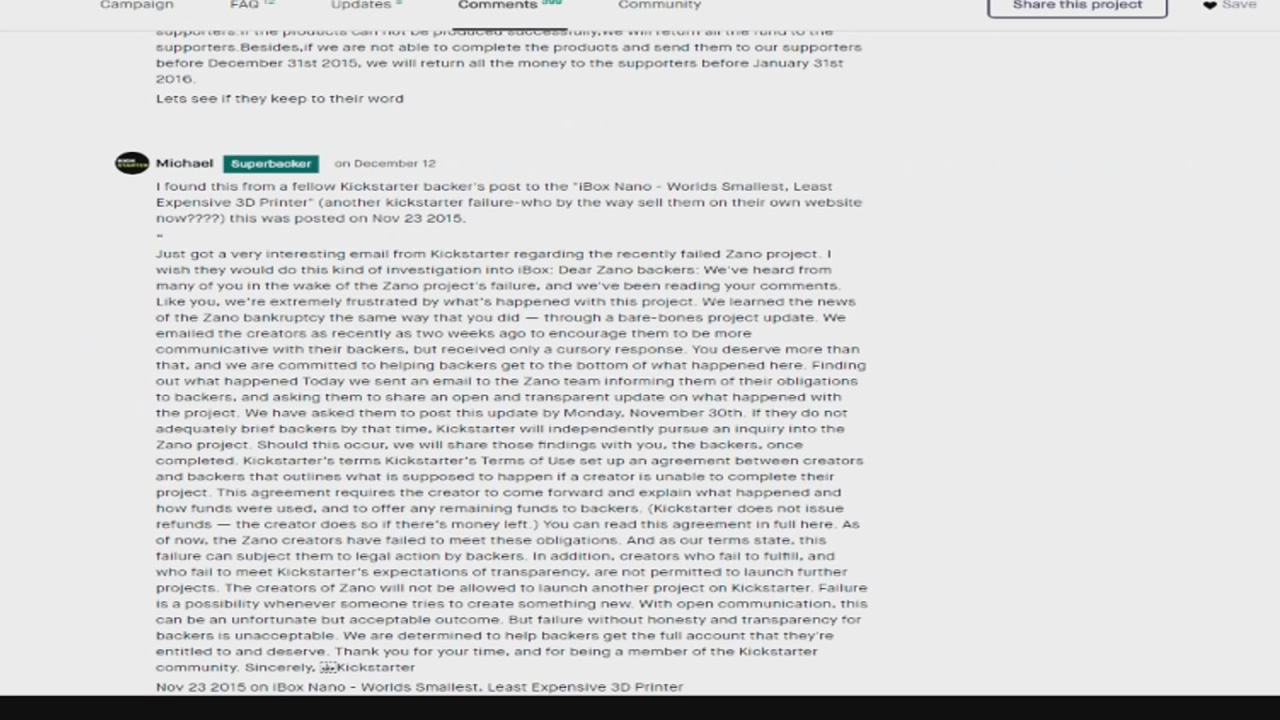 Campaign FAQ 12 Updates Comments 399 Community Share this project Save
supporters.If the products can not be produced successfully,we will return all the fund to the
supporters.Besides,if we are not able to complete the products and send them to our supporters
before December 31st 2015, we will return all the money to the supporters before January 31st
2016.
Lets see if they keep to their word
KICK STARTER Michael Superbacker on December 12
I found this from a fellow Kickstarter backer's post to the "iBox Nano - Worlds Smallest, Least
Expensive 3D Printer" (another kickstarter failure-who by the way sell them on their own website
now????) this was posted on Nov 23 2015.
"
Just got a very interesting email from Kickstarter regarding the recently failed Zano project. I
wish they would do this kind of investigation into iBox: Dear Zano backers: We've heard from
many of you in the wake of the Zano project's failure, and we've been reading your comments.
Like you, we're extremely frustrated by what's happened with this project. We learned the news
of the Zano bankruptcy the same way that you did — through a bare-bones project update. We
emailed the creators as recently as two weeks ago to encourage them to be more
communicative with their backers, but received only a cursory response. You deserve more than
that, and we are committed to helping backers get to the bottom of what happened here. Finding
out what happened Today we sent an email to the Zano team informing them of their obligations
to backers, and asking them to share an open and transparent update on what happened with
the project. We have asked them to post this update by Monday, November 30th. If they do not
adequately brief backers by that time, Kickstarter will independently pursue an inquiry into the
Zano project. Should this occur, we will share those findings with you, the backers, once
completed. Kickstarter's terms Kickstarter's Terms of Use set up an agreement between creators
and backers that outlines what is supposed to happen if a creator is unable to complete their
project. This agreement requires the creator to come forward and explain what happened and
how funds were used, and to offer any remaining funds to backers. (Kickstarter does not issue
refunds — the creator does so if there's money left.) You can read this agreement in full here. As
of now, the Zano creators have failed to meet these obligations. And as our terms state, this
failure can subject them to legal action by backers. In addition, creators who fail to fulfill, and
who fail to meet Kickstarter's expectations of transparency, are not permitted to launch further
projects. The creators of Zano will not be allowed to launch another project on Kickstarter. Failure
is a possibility whenever someone tries to create something new. With open communication, this
can be an unfortunate but acceptable outcome. But failure without honesty and transparency for
backers is unacceptable. We are determined to help backers get the full account that they're
entitled to and deserve. Thank you for your time, and for being a member of the Kickstarter
community. Sincerely, Kickstarter
Nov 23 2015 on iBox Nano - Worlds Smallest, Least Expensive 3D Printer